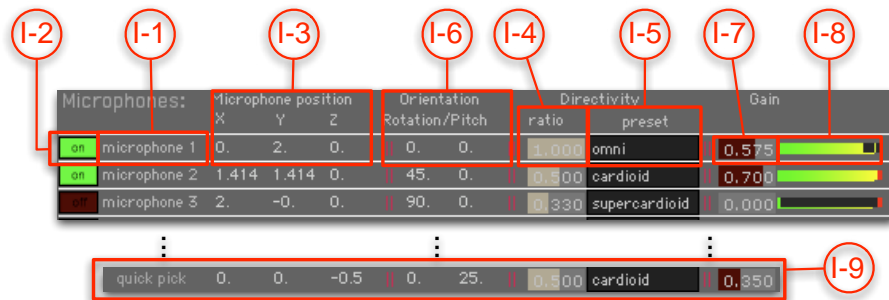 I-2 I-1 I-3 I-6 I-4 I-5 I-7 I-8
Microphones: Microphone position Orientation Directivity Gain
X Y Z Rotation/Pitch ratio preset
on microphone 1 0. 2. 0. || 0. 0. || 1.000 omni || 0.575
on microphone 2 1.414 1.414 0. || 45. 0. || 0.500 cardioid || 0.700
off microphone 3 2. -0. 0. || 90. 0. || 0.330 supercardioid || 0.000
quick pick 0. 0. -0.5 || 0. 25. || 0.500 cardioid || 0.350
I-9